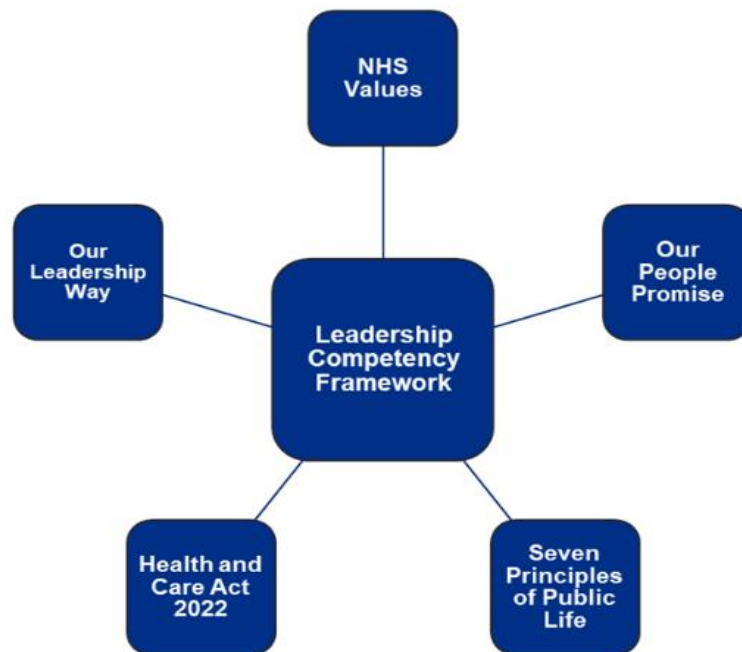 NHS
Values
Our
Leadership
Way
Our
People
Promise
Leadership
Competency
Framework
Health and
Care Act
2022
Seven
Principles
of Public
Life